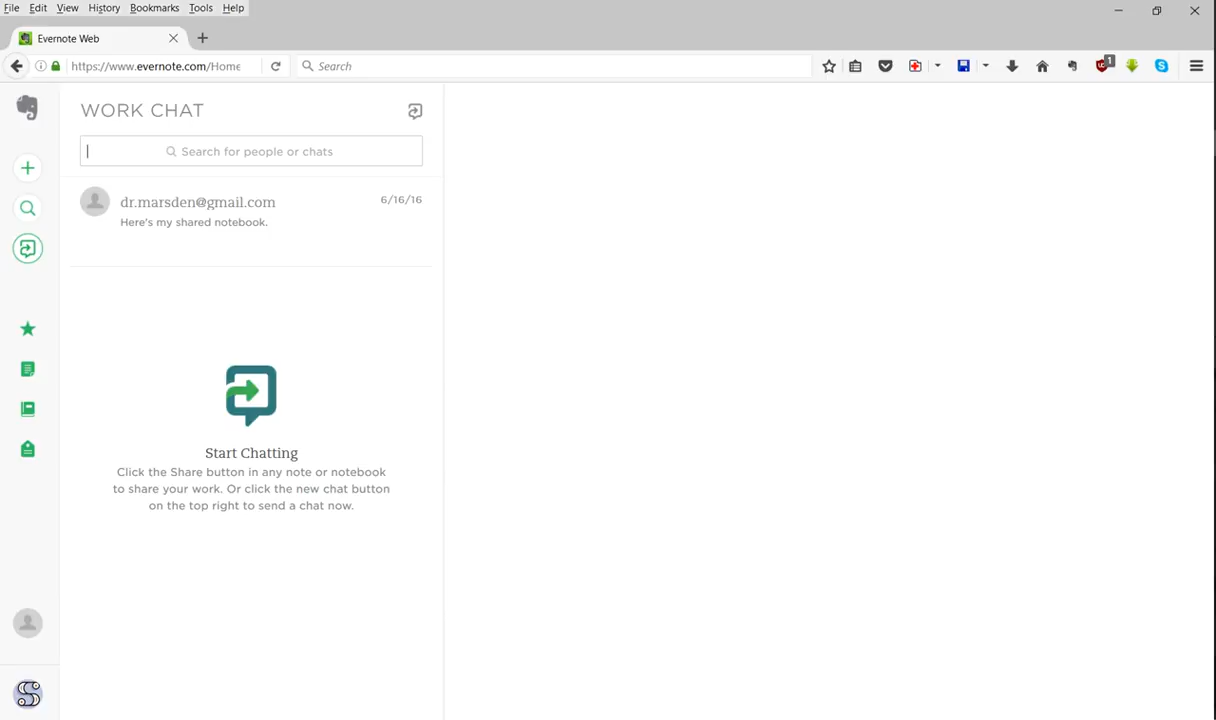 File Edit View History Bookmarks Tools Help
Evernote Web
https://www.evernote.com/Home
Search
1
WORK CHAT
Search for people or chats
dr.marsden@gmail.com 6/16/16
Here's my shared notebook.
Start Chatting
Click the Share button in any note or notebook
to share your work. Or click the new chat button
on the top right to send a chat now.